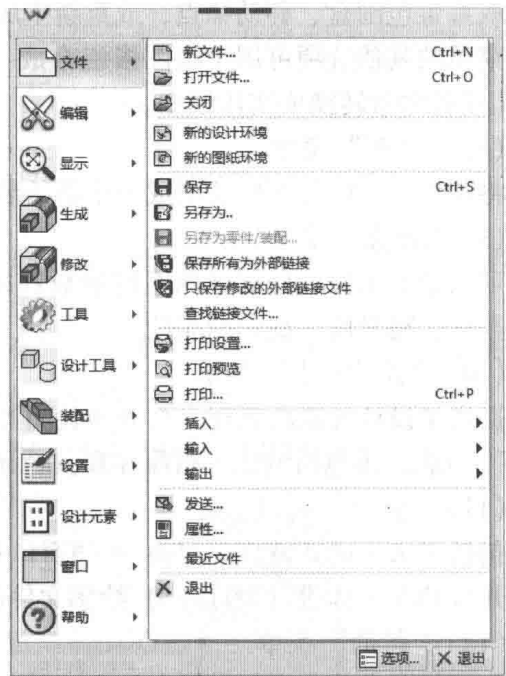 文件
编辑
显示
生成
修改
工具
设计工具
装配
设置
设计元素
窗口
帮助
新文件... Ctrl+N
打开文件... Ctrl+O
关闭
新的设计环境
新的图纸环境
保存 Ctrl+S
另存为..
另存为零件/装配...
保存所有为外部链接
只保存修改的外部链接文件
查找链接文件...
打印设置...
打印预览
打印... Ctrl+P
插入
输入
输出
发送...
属性...
最近文件
退出
选项... 退出